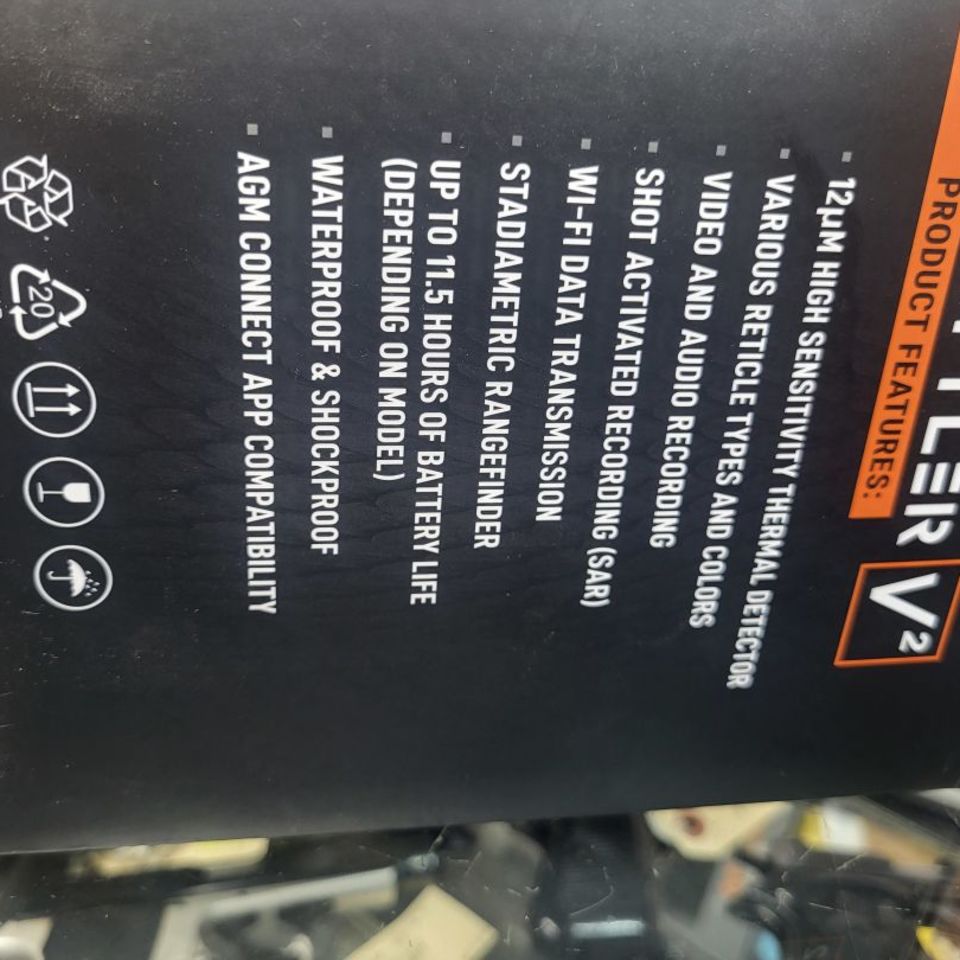 V²
PRODUCT FEATURES:
12µM HIGH SENSITIVITY THERMAL DETECTOR
VARIOUS RETICLE TYPES AND COLORS
VIDEO AND AUDIO RECORDING
SHOT ACTIVATED RECORDING (SAR)
WI-FI DATA TRANSMISSION
STADIAMETRIC RANGEFINDER
UP TO 11.5 HOURS OF BATTERY LIFE
(DEPENDING ON MODEL)
WATERPROOF & SHOCKPROOF
AGM CONNECT APP COMPATIBILITY
20